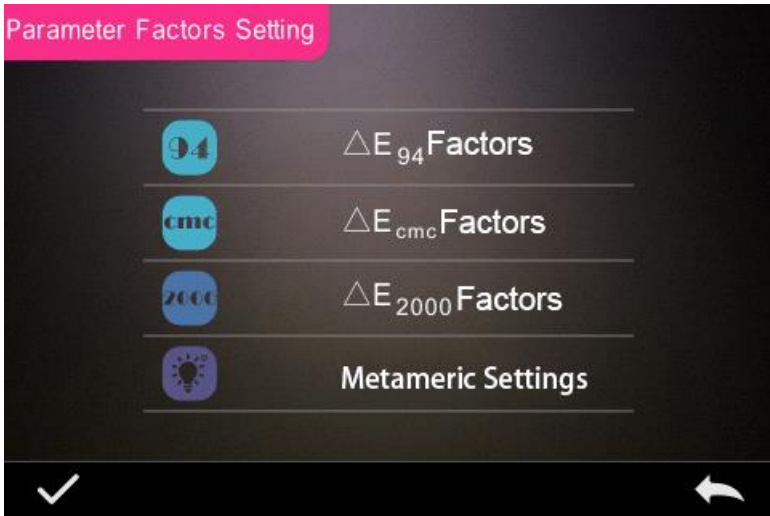 Parameter Factors Setting
94 △E94Factors
cmc △EcmcFactors
2000 △E2000Factors
Metameric Settings